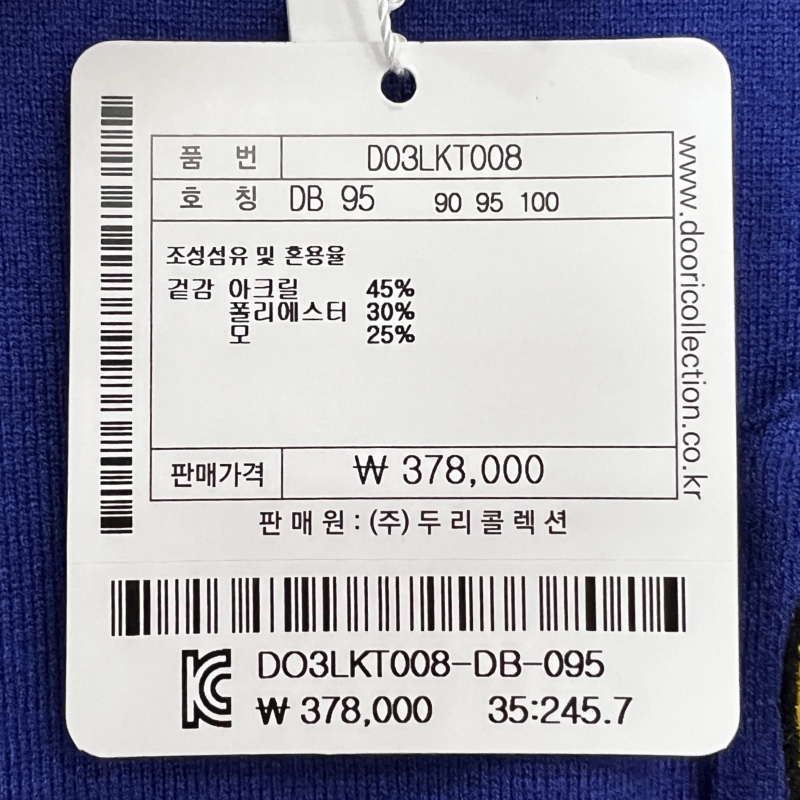 품 번 DO3LKT008
호 칭 DB 95 90 95 100
조성섬유 및 혼용율
겉감 아크릴 45%
폴리에스터 30%
모 25%
판매가격 ₩ 378,000
판매원 : (주)두리콜렉션
www.dooricollection.co.kr
DO3LKT008-DB-095
₩ 378,000 35:245.7